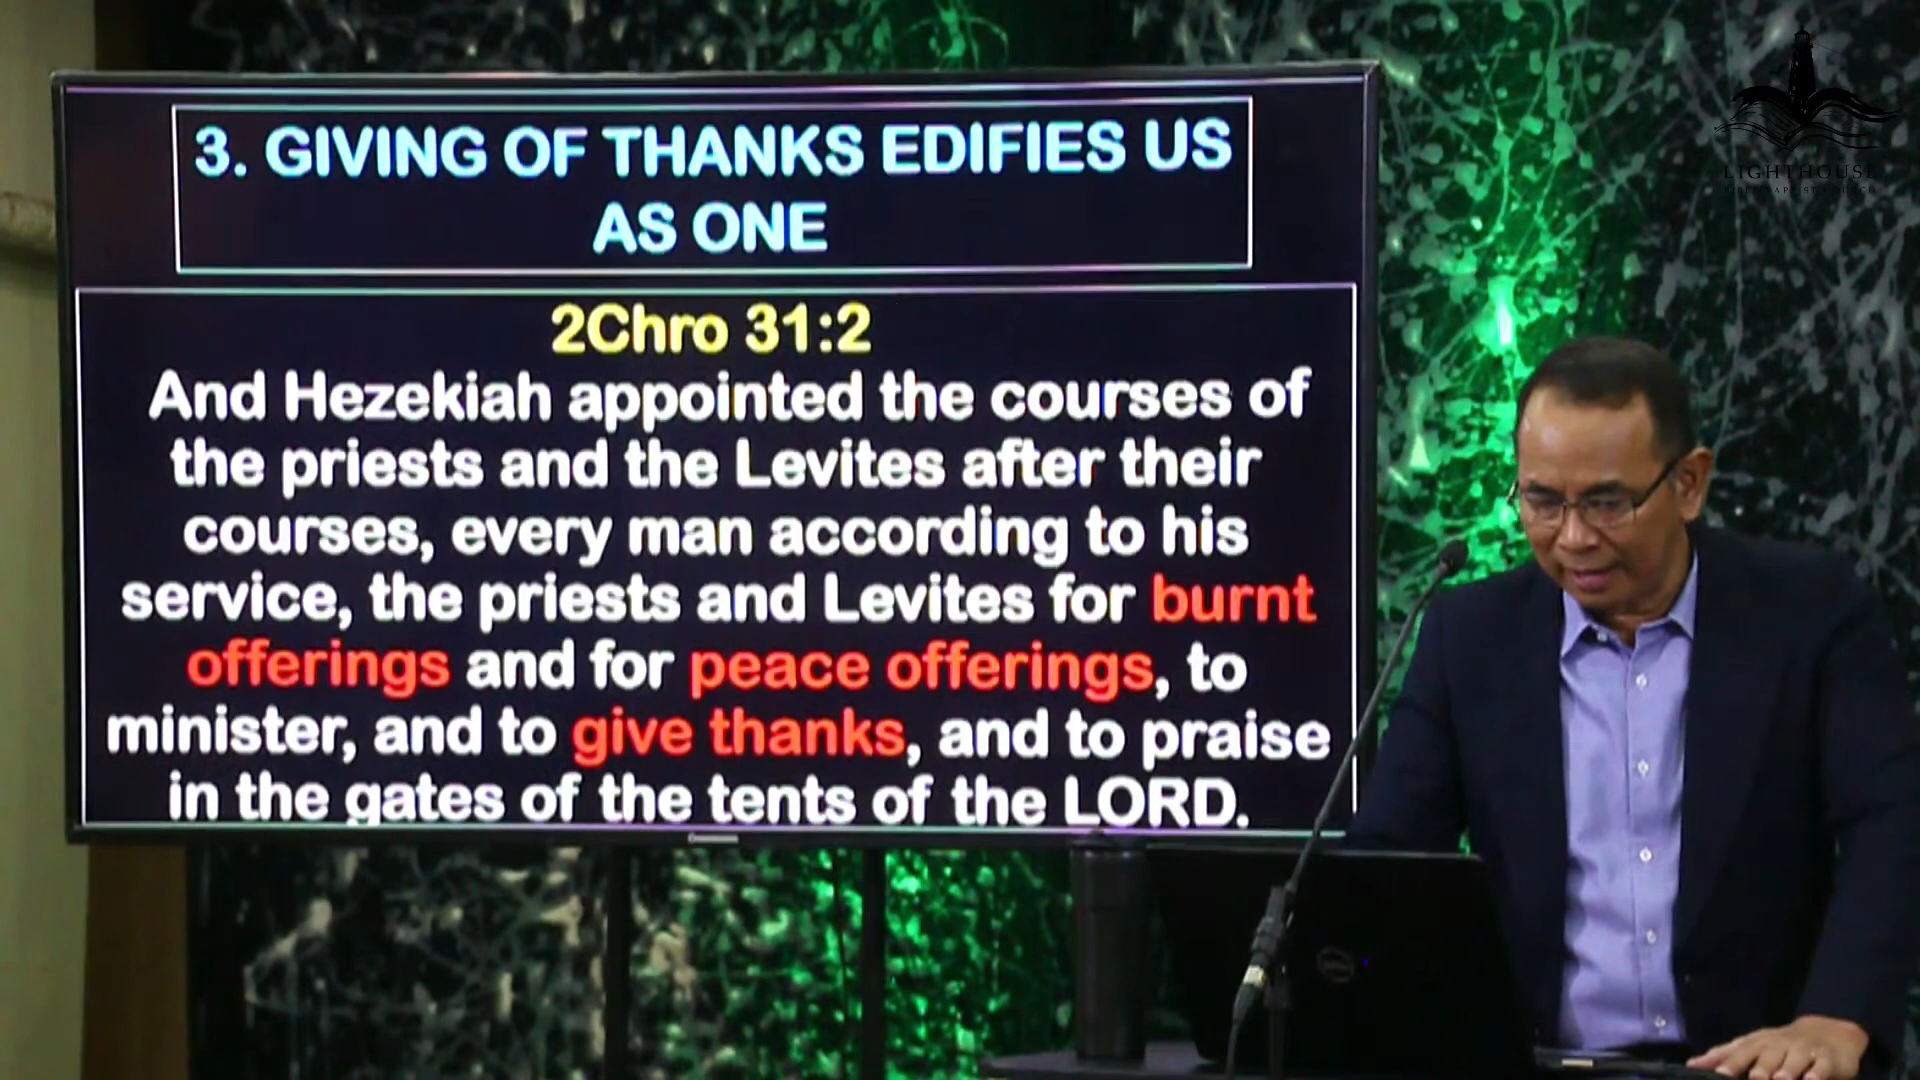 3. GIVING OF THANKS EDIFIES US
AS ONE
2Chro 31:2
And Hezekiah appointed the courses of
the priests and the Levites after their
courses, every man according to his
service, the priests and Levites for burnt
offerings and for peace offerings, to
minister, and to give thanks, and to praise
in the gates of the tents of the LORD.
LIGHTHOUSE
DELL